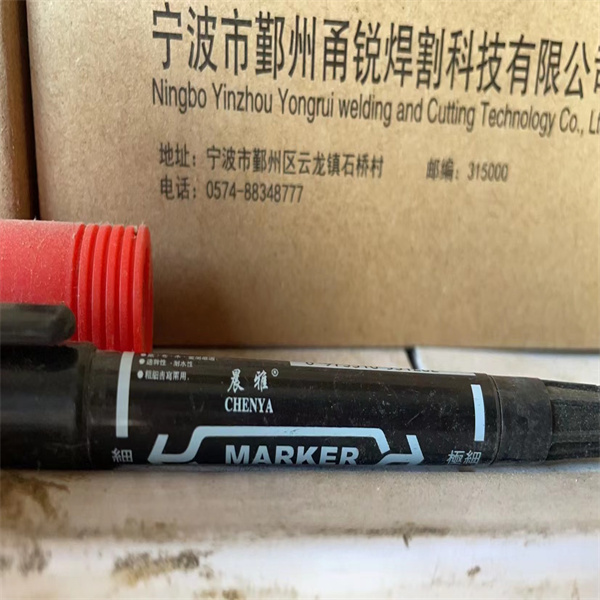 宁波市鄞州甬锐焊割科技有限公司
Ningbo Yinzhou Yongrui welding and Cutting Technology Co., Lt
地址：宁波市鄞州区云龙镇石桥村 邮编：315000
电话：0574-88348777
晨雅®
CHENYA
細 MARKER 極細